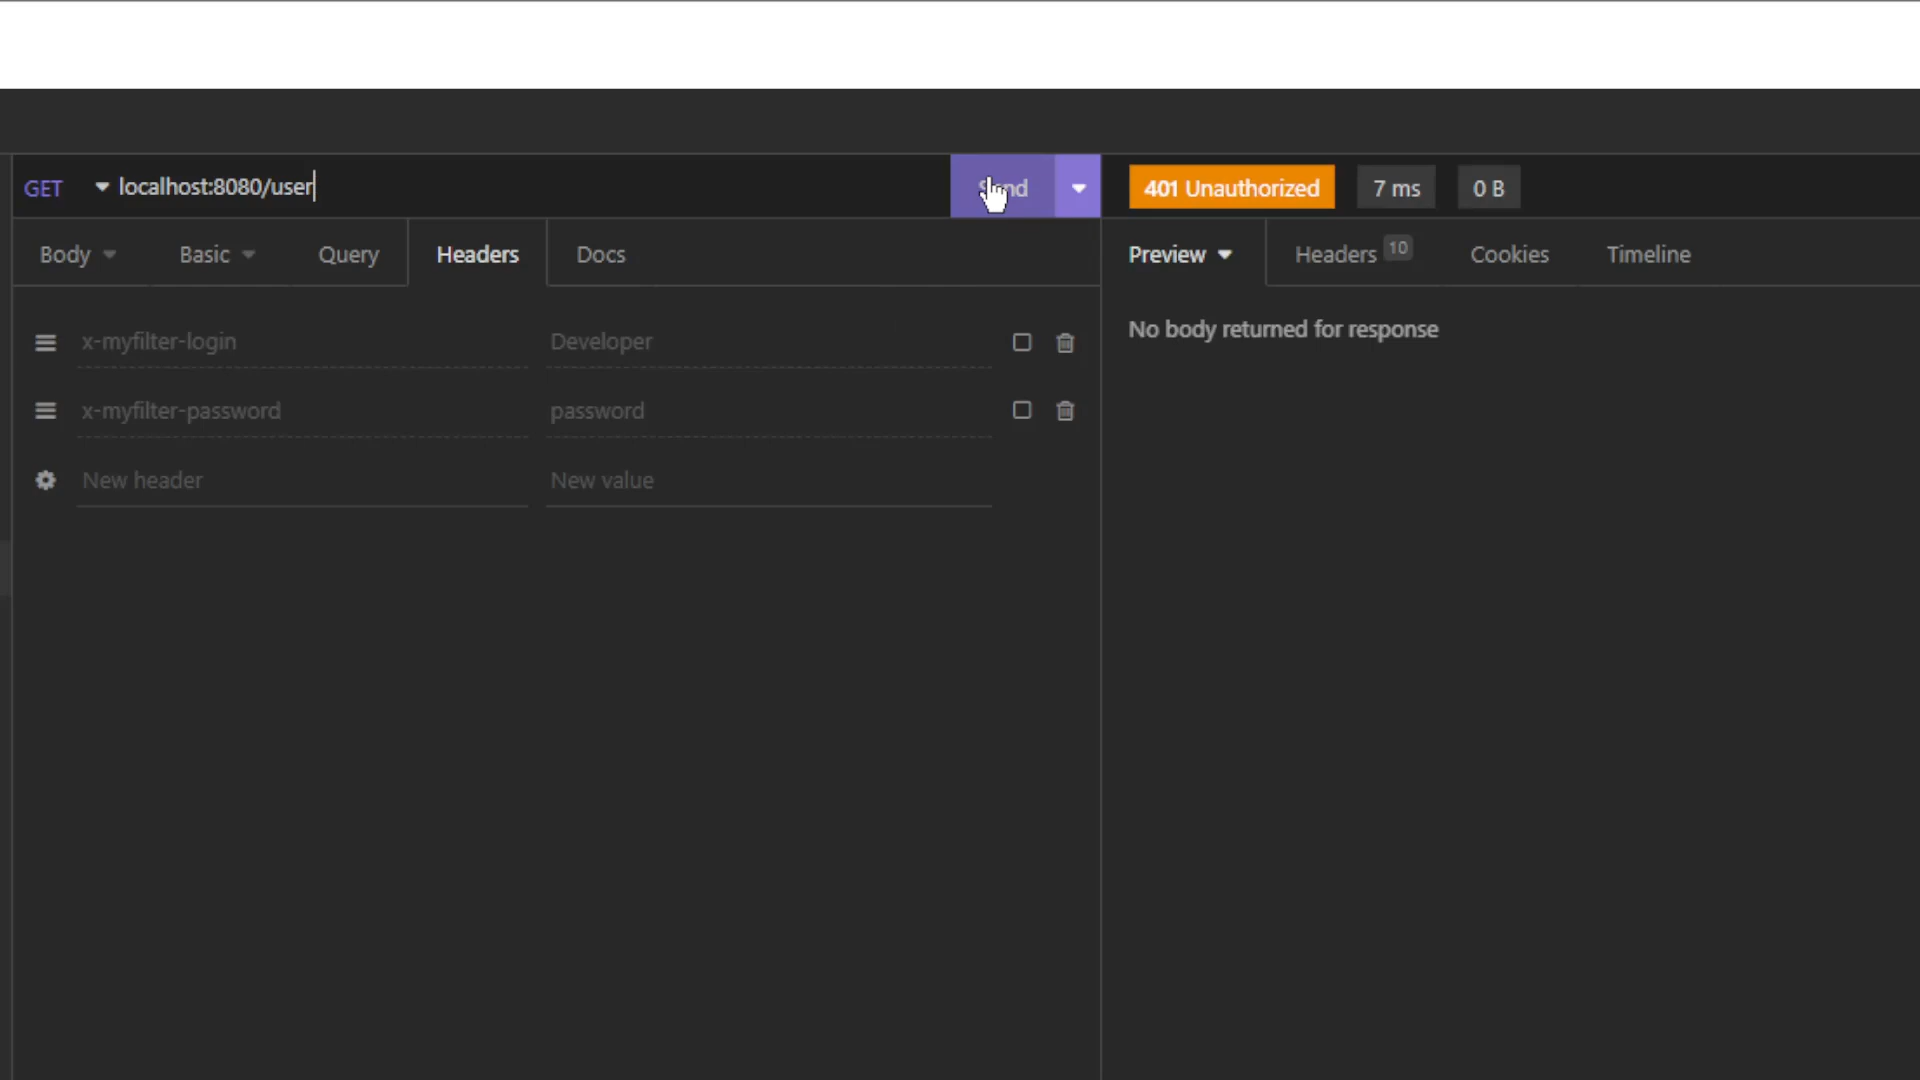 GET localhost:8080/user
401 Unauthorized 7 ms 0 B
Body Basic Query Headers Docs
Preview Headers 10 Cookies Timeline
x-myfilter-login Developer
No body returned for response
x-myfilter-password password
New header New value